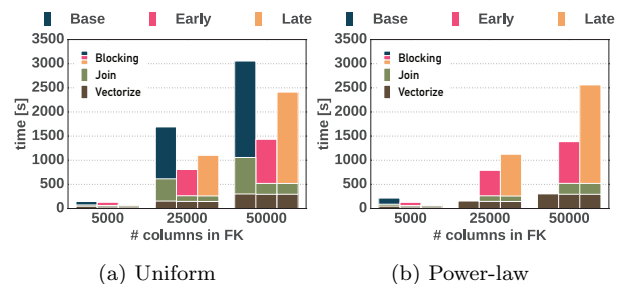 Base Early Late
3500
3000
2500
2000
1500
1000
500
0
time [s]
Blocking
Join
Vectorize
5000 25000 50000
# columns in FK
(a) Uniform
Base Early Late
3500
3000
2500
2000
1500
1000
500
0
time [s]
Blocking
Join
Vectorize
5000 25000 50000
# columns in FK
(b) Power-law